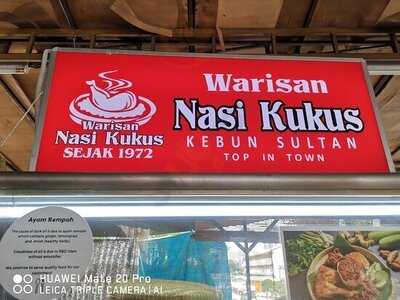 Warisan
Nasi Kukus
SEJAK 1972
Warisan
Nasi Kukus
KEBUN SULTAN
TOP IN TOWN
Ayam Rempah
HUAWEI Mate 20 Pro
LEICA TRIPLE CAMERA | AI